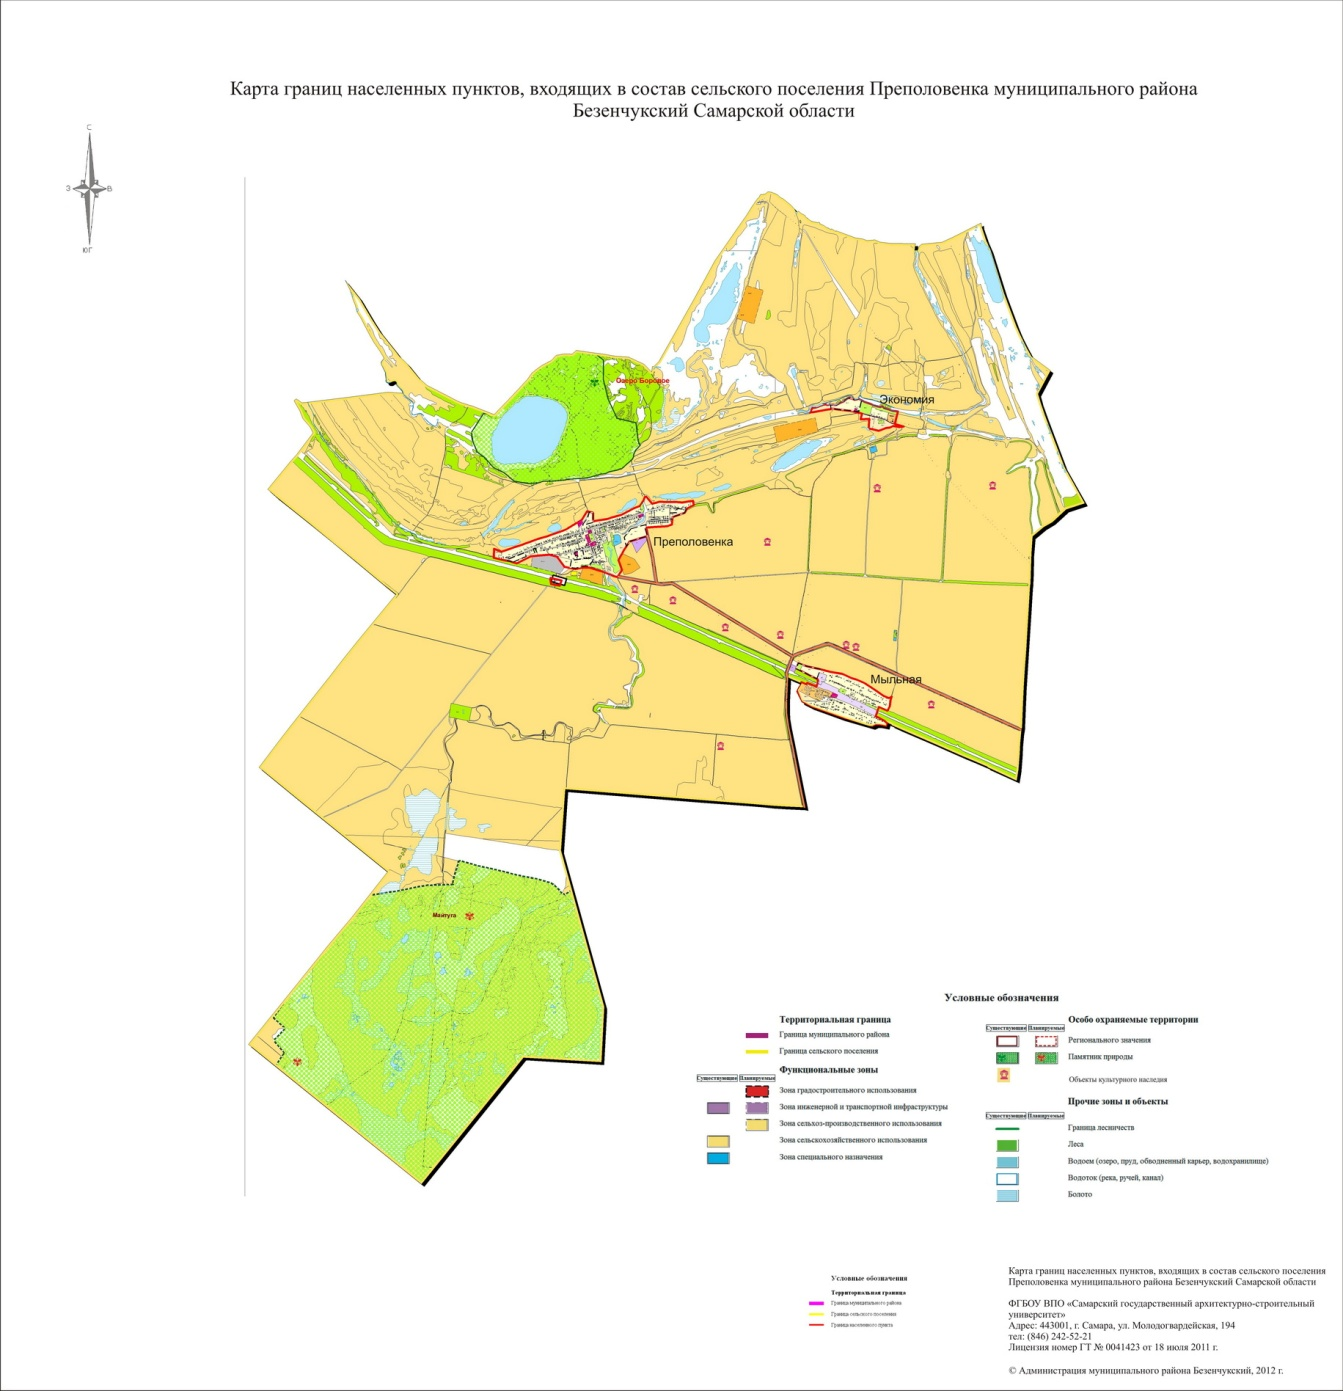 Карта границ населенных пунктов, входящих в состав сельского поселения Преполовенка муниципального района
Безенчукский Самарской области
С
З
В
ЮГ
Озеро Боровое
Экономия
Преполовенка
Мыльная
Майтуга
Условные обозначения
Территориальная граница
Граница муниципального района
Граница сельского поселения
Функциональные зоны
Существующие Планируемые
Зона градостроительного использования
Зона инженерной и транспортной инфраструктуры
Зона сельхоз-производственного использования
Зона сельскохозяйственного использования
Зона специального назначения
Особо охраняемые территории
Существующие Планируемые
Регионального значения
Памятник природы
Объекты культурного наследия
Прочие зоны и объекты
Существующие Планируемые
Граница лесничеств
Леса
Водоем (озеро, пруд, обводненный карьер, водохранилище)
Водоток (река, ручей, канал)
Болото
Условные обозначения
Территориальная граница
Граница муниципального района
Граница сельского поселения
Граница населенного пункта
Карта границ населенных пунктов, входящих в состав сельского поселения
Преполовенка муниципального района Безенчукский Самарской области
ФГБОУ ВПО «Самарский государственный архитектурно-строительный
университет»
Адрес: 443001, г. Самара, ул. Молодогвардейская, 194
тел: (846) 242-52-21
Лицензия номер ГТ № 0041423 от 18 июля 2011 г.
© Администрация муниципального района Безенчукский, 2012 г.